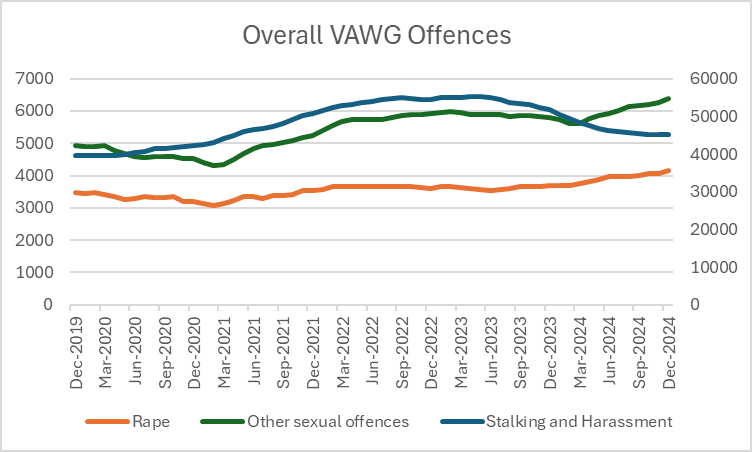 Overall VAWG Offences
7000
6000
5000
4000
3000
2000
1000
0
60000
50000
40000
30000
20000
10000
0
Dec-2019
Mar-2020
Jun-2020
Sep-2020
Dec-2020
Mar-2021
Jun-2021
Sep-2021
Dec-2021
Mar-2022
Jun-2022
Sep-2022
Dec-2022
Mar-2023
Jun-2023
Sep-2023
Dec-2023
Mar-2024
Jun-2024
Sep-2024
Dec-2024
Rape Other sexual offences Stalking and Harassment